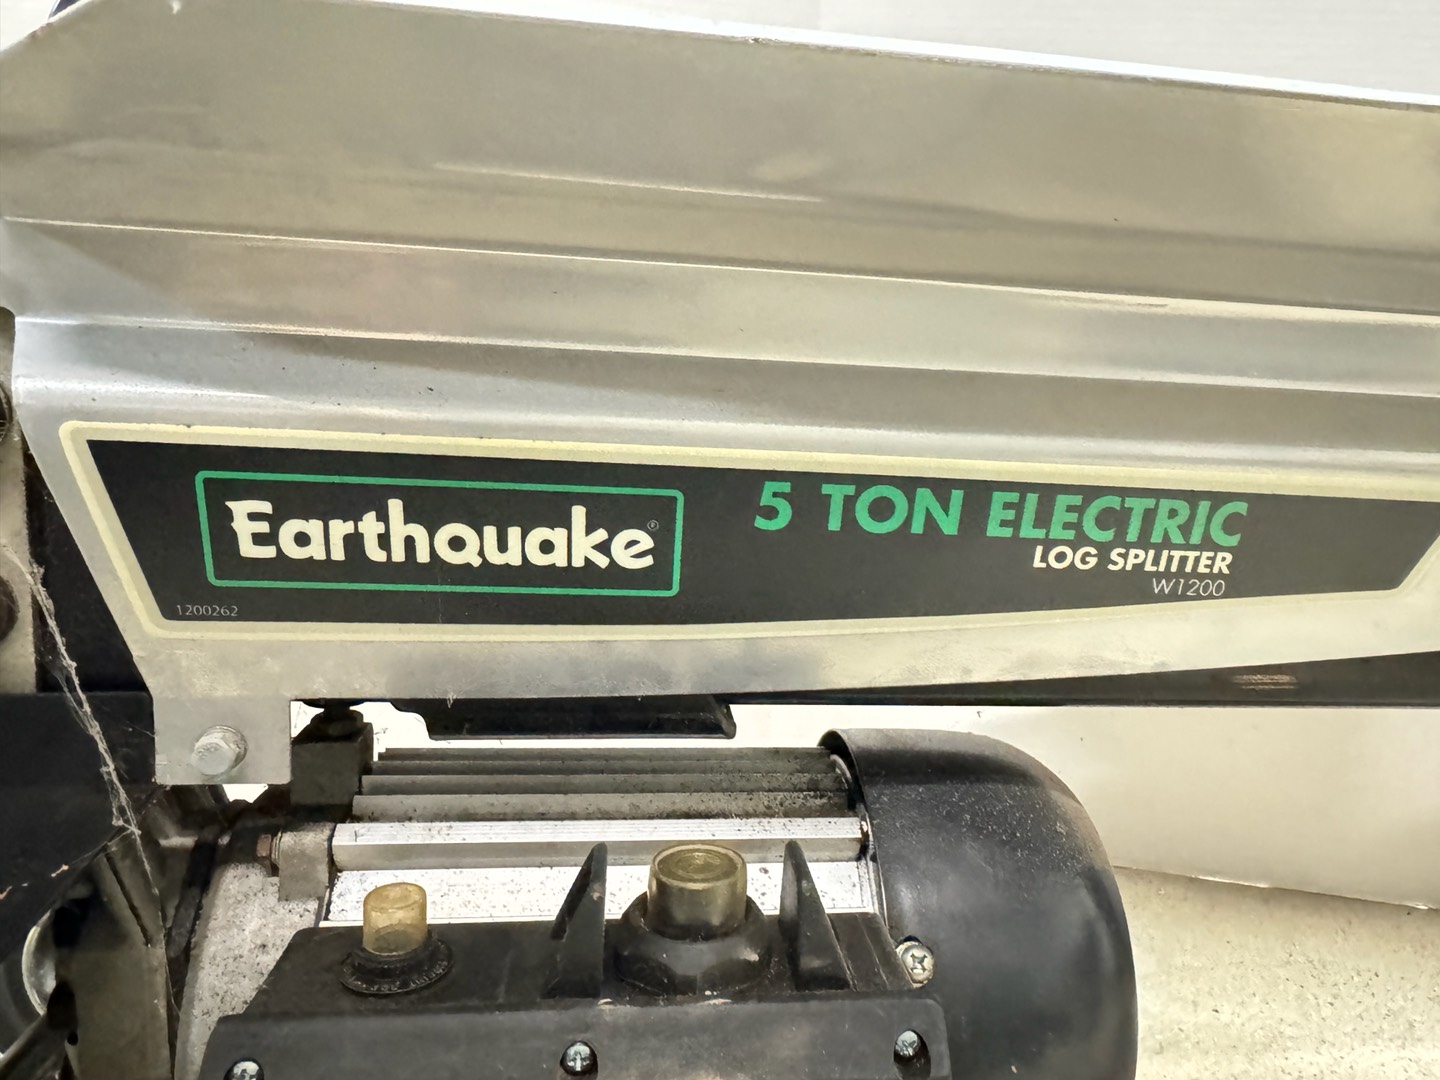 Earthquake®
5 TON ELECTRIC
LOG SPLITTER
W1200
1200262